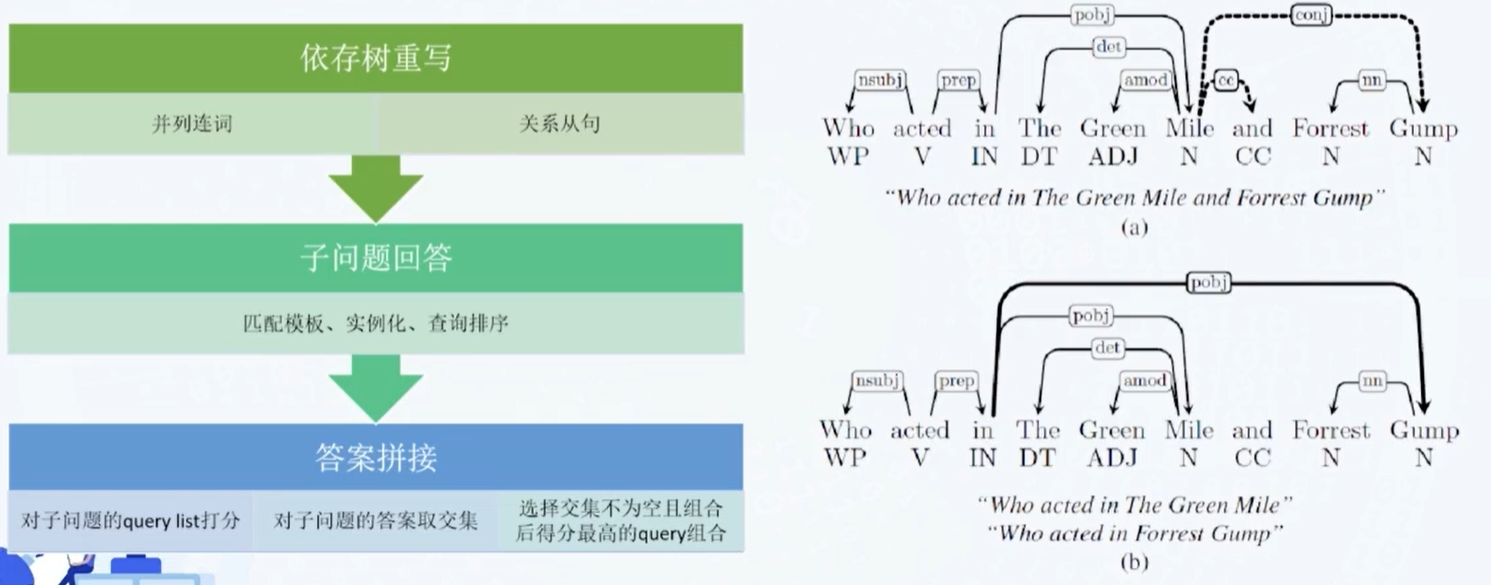 依存树重写
并列连词
关系从句
子问题回答
匹配模板、实例化、查询排序
答案拼接
对子问题的query list打分
对子问题的答案取交集
选择交集不为空且组合
后得分最高的query组合
pobj
conj
det
nsubj
prep
amod
cc
nn
Who acted in The Green Mile and Forrest Gump
WP V IN DT ADJ N CC N N
“Who acted in The Green Mile and Forrest Gump”
(a)
pobj
pobj
det
nsubj
prep
amod
nn
Who acted in The Green Mile and Forrest Gump
WP V IN DT ADJ N CC N N
“Who acted in The Green Mile”
“Who acted in Forrest Gump”
(b)